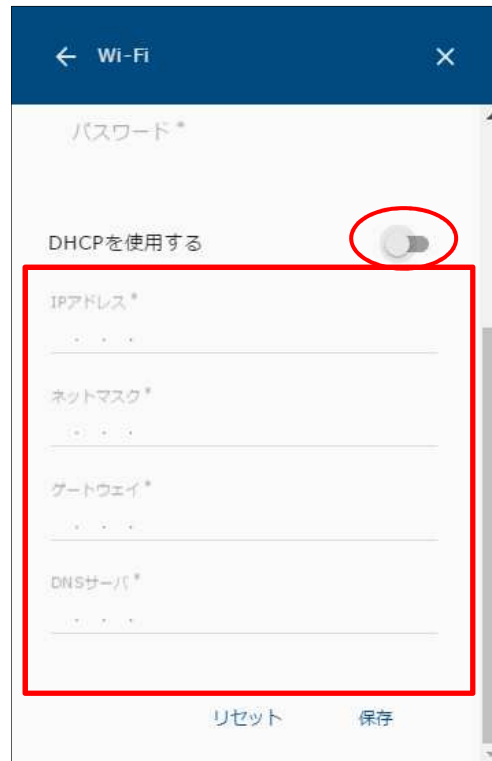 ← Wi-Fi ×
パスワード *
DHCPを使用する
IPアドレス *
. . .
ネットマスク *
. . .
ゲートウェイ *
. . .
DNSサーバ *
. . .
リセット 保存